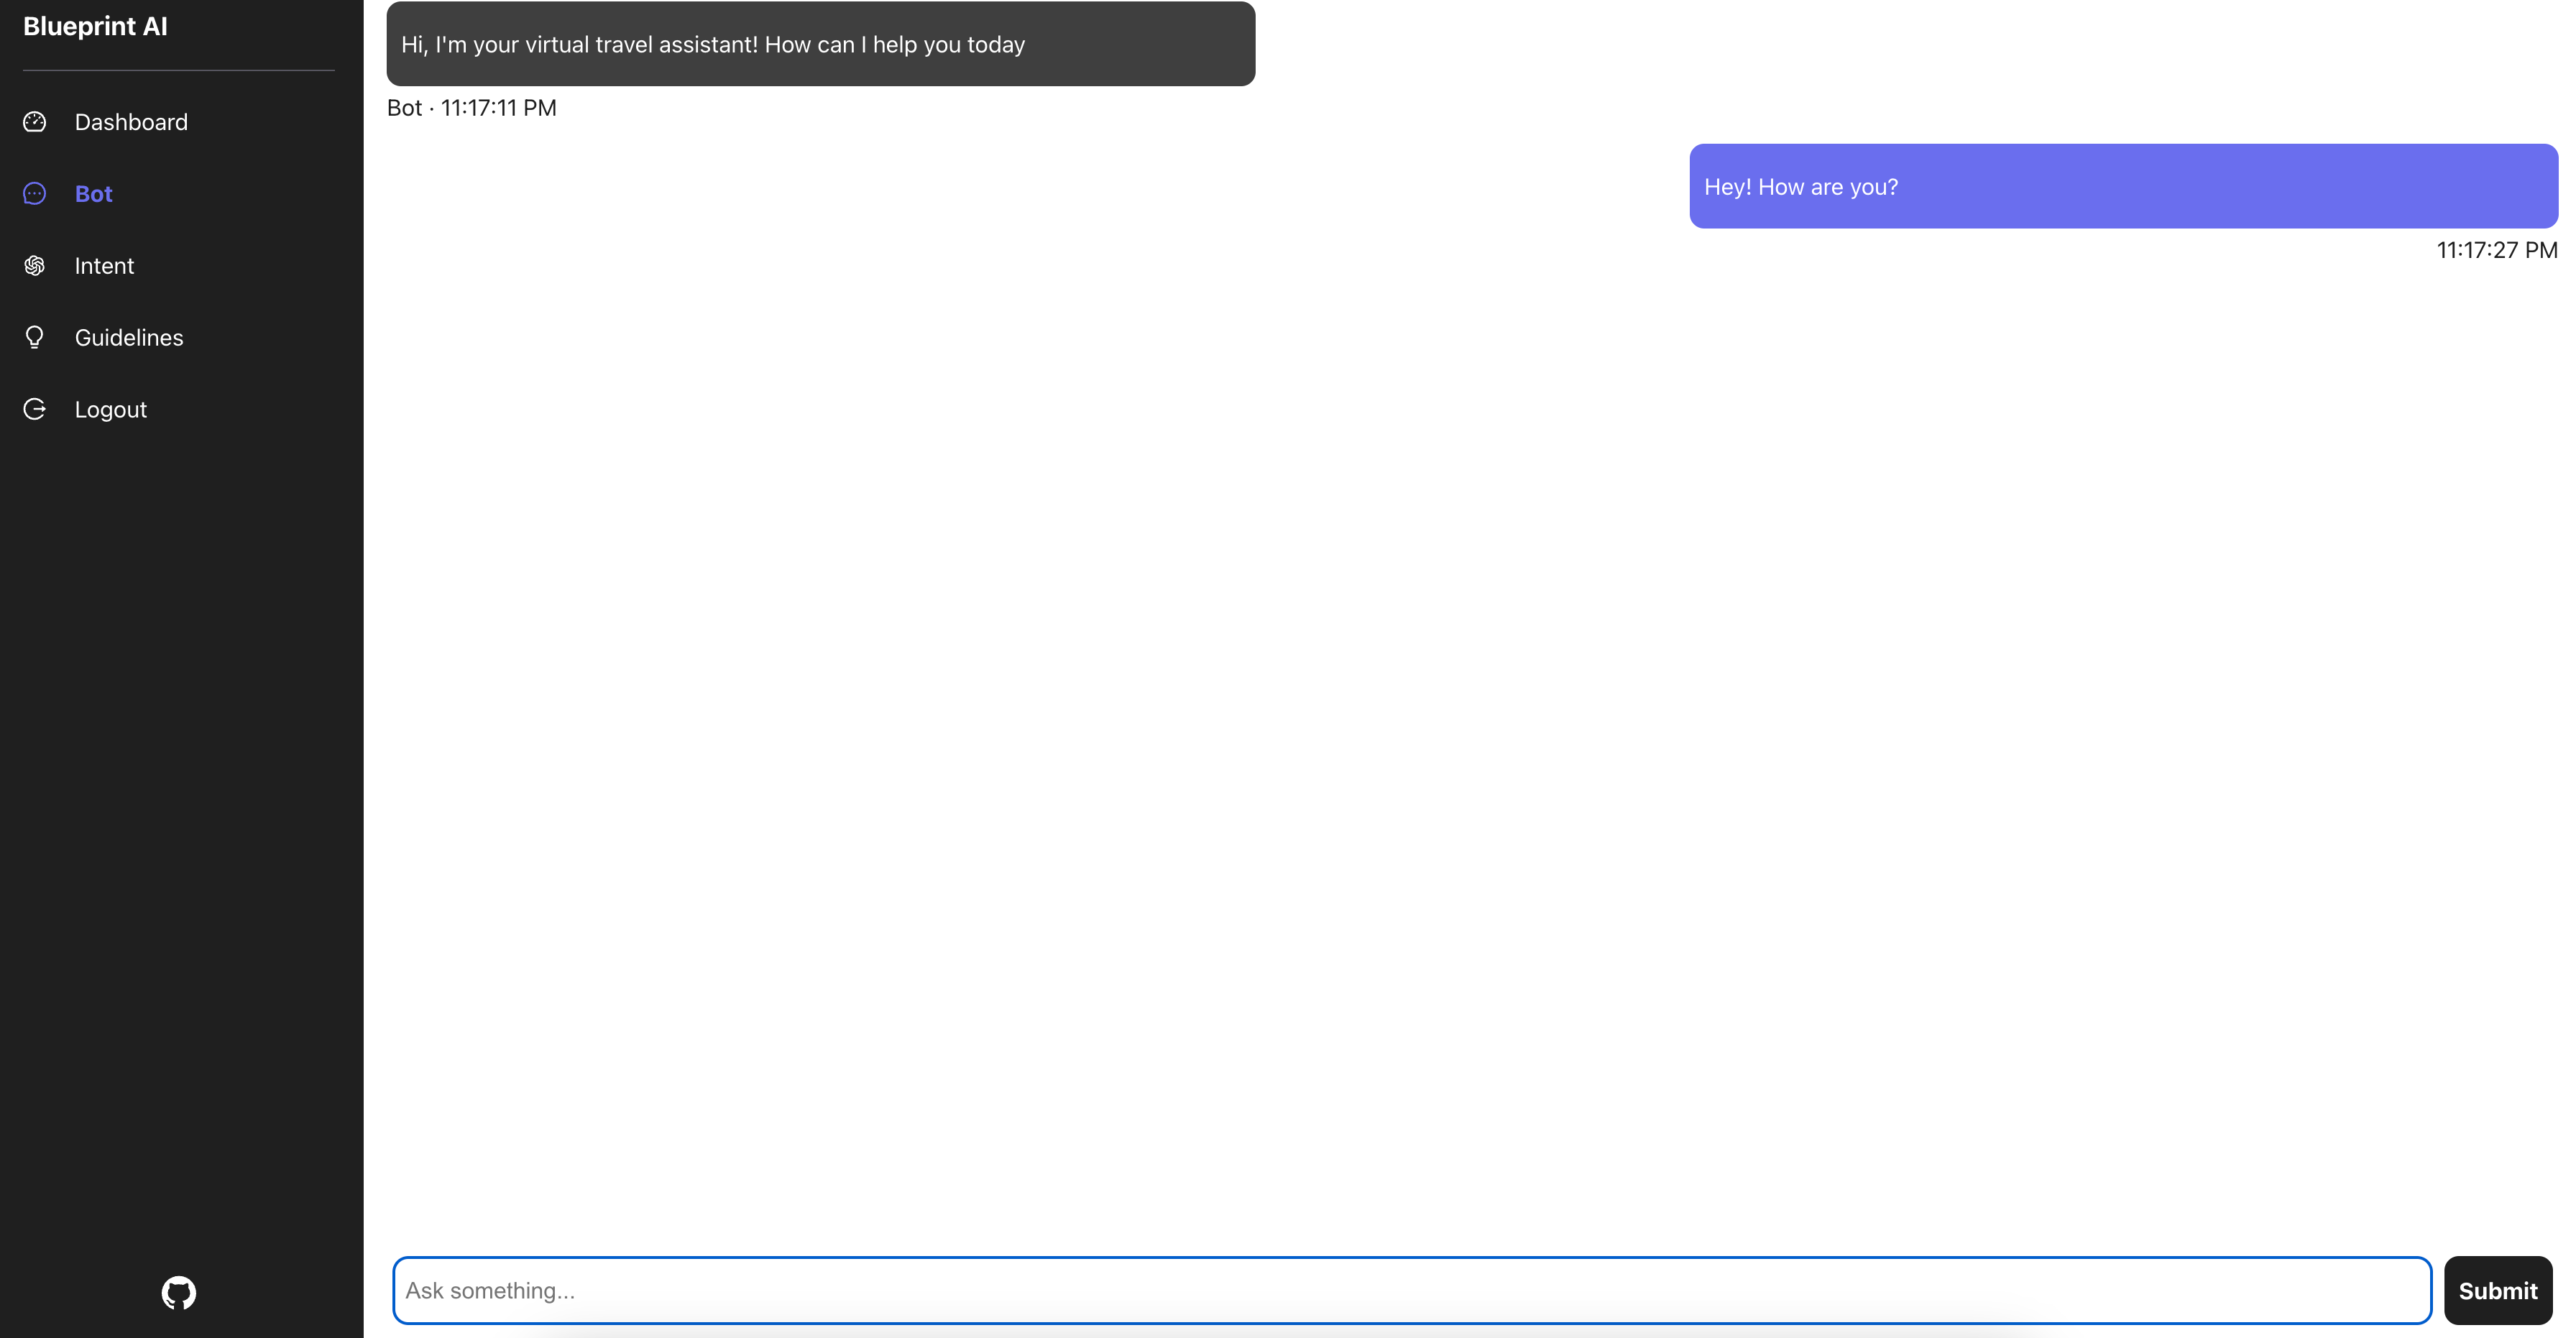 Blueprint AI
Dashboard
Bot
Intent
Guidelines
Logout
Hi, I'm your virtual travel assistant! How can I help you today
Bot · 11:17:11 PM
Hey! How are you?
11:17:27 PM
Ask something...
Submit